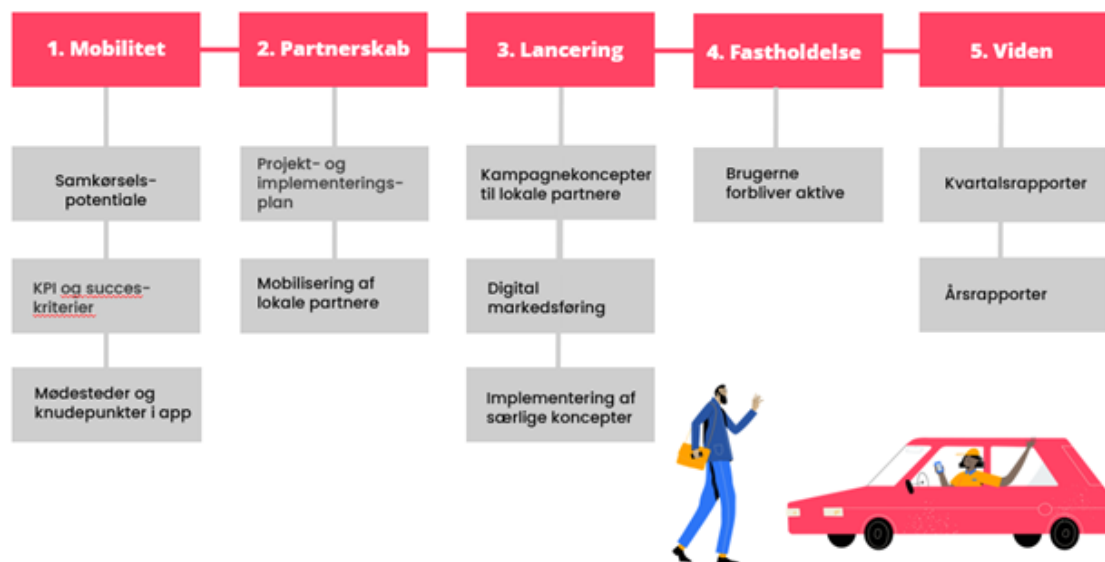 1. Mobilitet
2. Partnerskab
3. Lancering
4. Fastholdelse
5. Viden
Samkørsels-
potentiale
KPI og succes-
kriterier
Mødesteder og
knudepunkter i app
Projekt- og
implementerings-
plan
Mobilisering af
lokale partnere
Kampagnekoncepter
til lokale partnere
Digital
markedsføring
Implementering af
særlige koncepter
Brugerne
forbliver aktive
Kvartalsrapporter
Årsrapporter